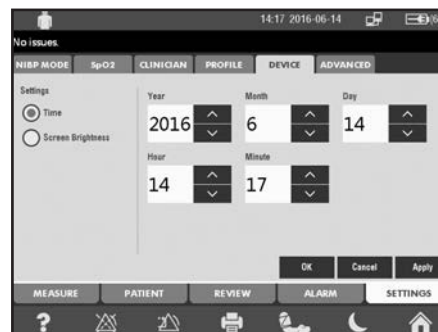 14:17 2016-06-14
No issues.
NIBP MODE SpO2 CLINICIAN PROFILE DEVICE ADVANCED
Settings
Time
Screen Brightness
Year Month Day
2016 6 14
Hour Minute
14 17
OK Cancel Apply
MEASURE PATIENT REVIEW ALARM SETTINGS